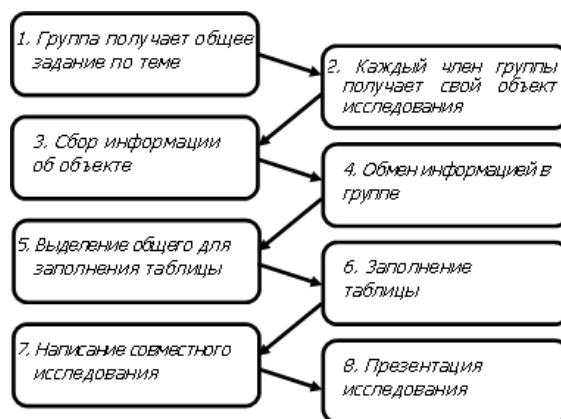 1. Группа получает общее
задание по теме
2. Каждый член группы
получает свой объект
исследования
3. Сбор информации
об объекте
4. Обмен информацией в
группе
5. Выделение общего для
заполнения таблицы
6. Заполнение
таблицы
7. Написание совместного
исследования
8. Презентация
исследования